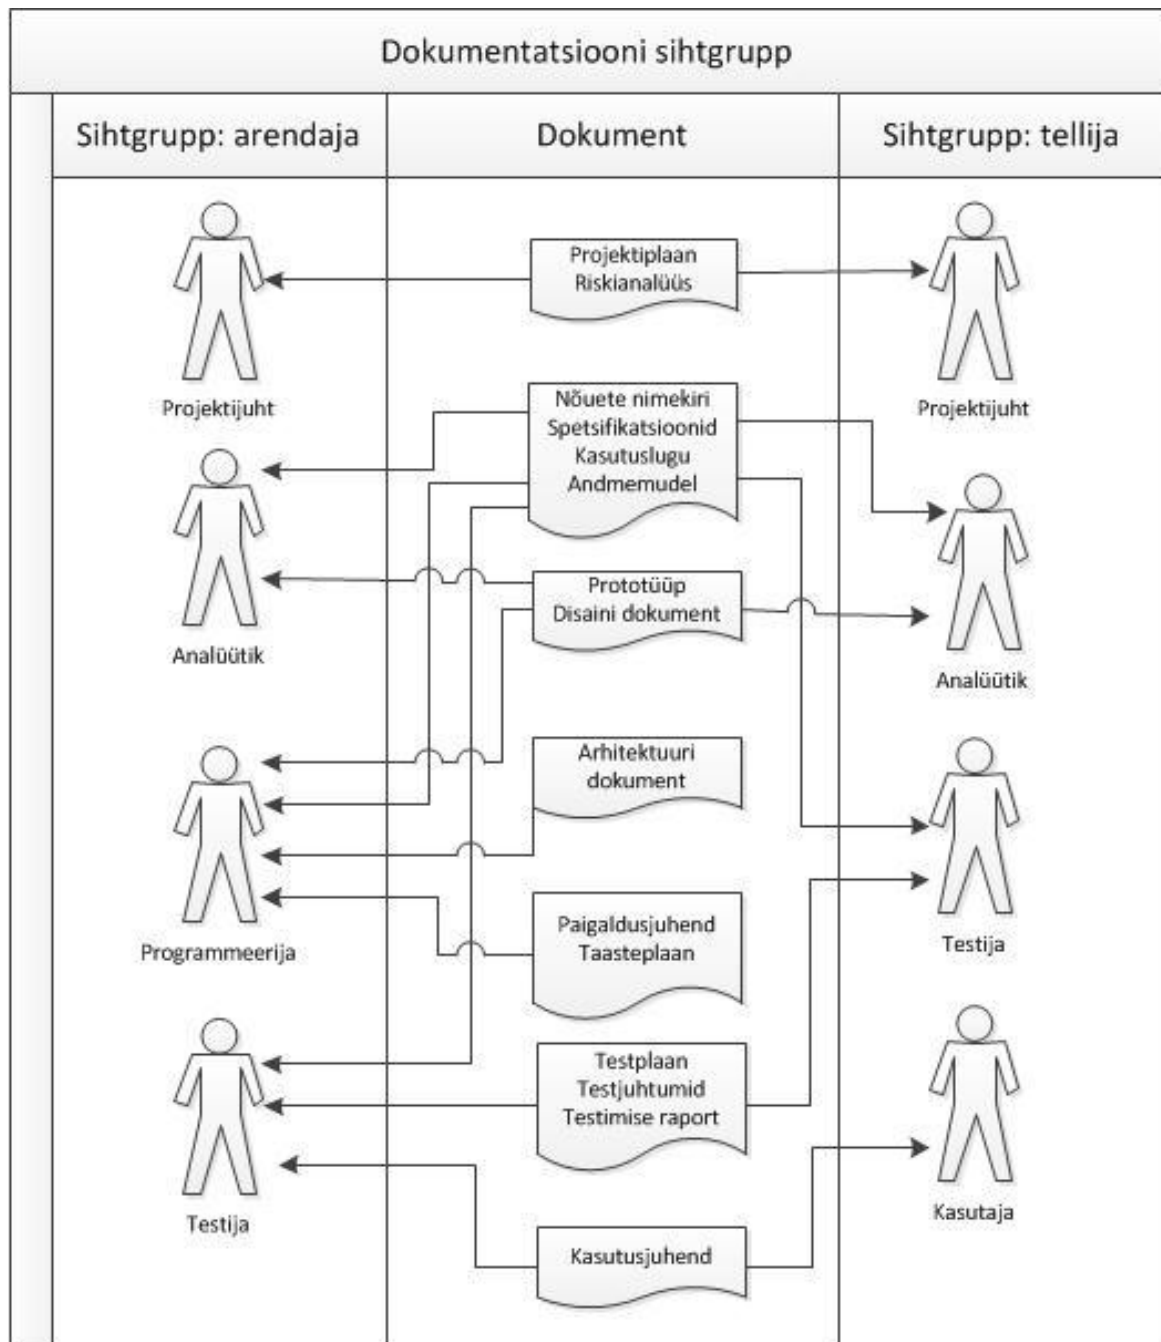 Dokumentatsiooni sihtgrupp
Sihtgrupp: arendaja
Dokument
Sihtgrupp: tellija
Projektiplaan
Riskianalüüs
Projektijuht
Projektijuht
Nõuete nimekiri
Spetsifikatsioonid
Kasutuslugu
Andmemudel
Prototüüp
Disaini dokument
Analüütik
Analüütik
Arhitektuuri
dokument
Paigaldusjuhend
Taasteplaan
Programmeerija
Testija
Testplaan
Testjuhtumid
Testimise raport
Testija
Kasutaja
Kasutusjuhend